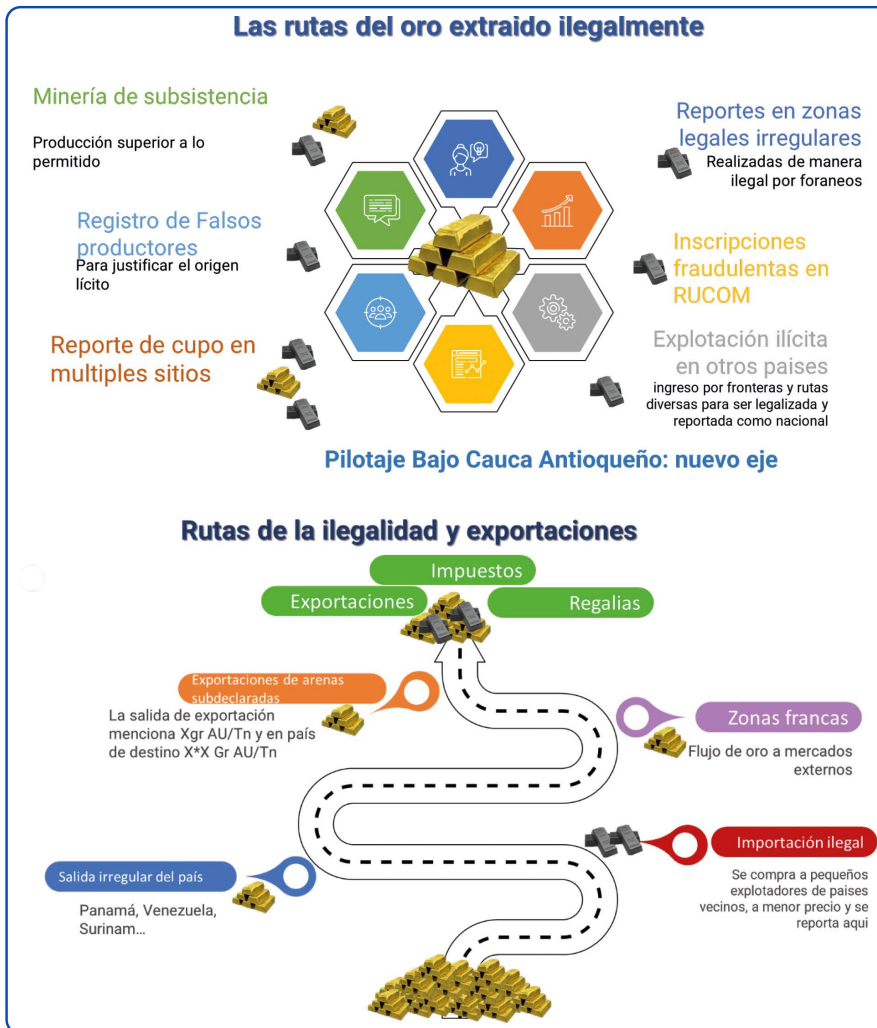 Las rutas del oro extraido ilegalmente
Minería de subsistencia
Producción superior a lo
permitido
Registro de Falsos
productores
Para justificar el origen
lícito
Reporte de cupo en
multiples sitios
Reportes en zonas
legales irregulares
Realizadas de manera
ilegal por foraneos
Inscripciones
fraudulentas en
RUCOM
Explotación ilícita
en otros paises
ingreso por fronteras y rutas
diversas para ser legalizada y
reportada como nacional
Pilotaje Bajo Cauca Antioqueño: nuevo eje
Rutas de la ilegalidad y exportaciones
Impuestos
Exportaciones
Regalias
Exportaciones de arenas
subdeclaradas
La salida de exportación
menciona Xgr AU/Tn y en país
de destino X*X Gr AU/Tn
Zonas francas
Flujo de oro a mercados
externos
Importación ilegal
Se compra a pequeños
explotadores de paises
vecinos, a menor precio y se
reporta aqui
Salida irregular del país
Panamá, Venezuela,
Surinam...